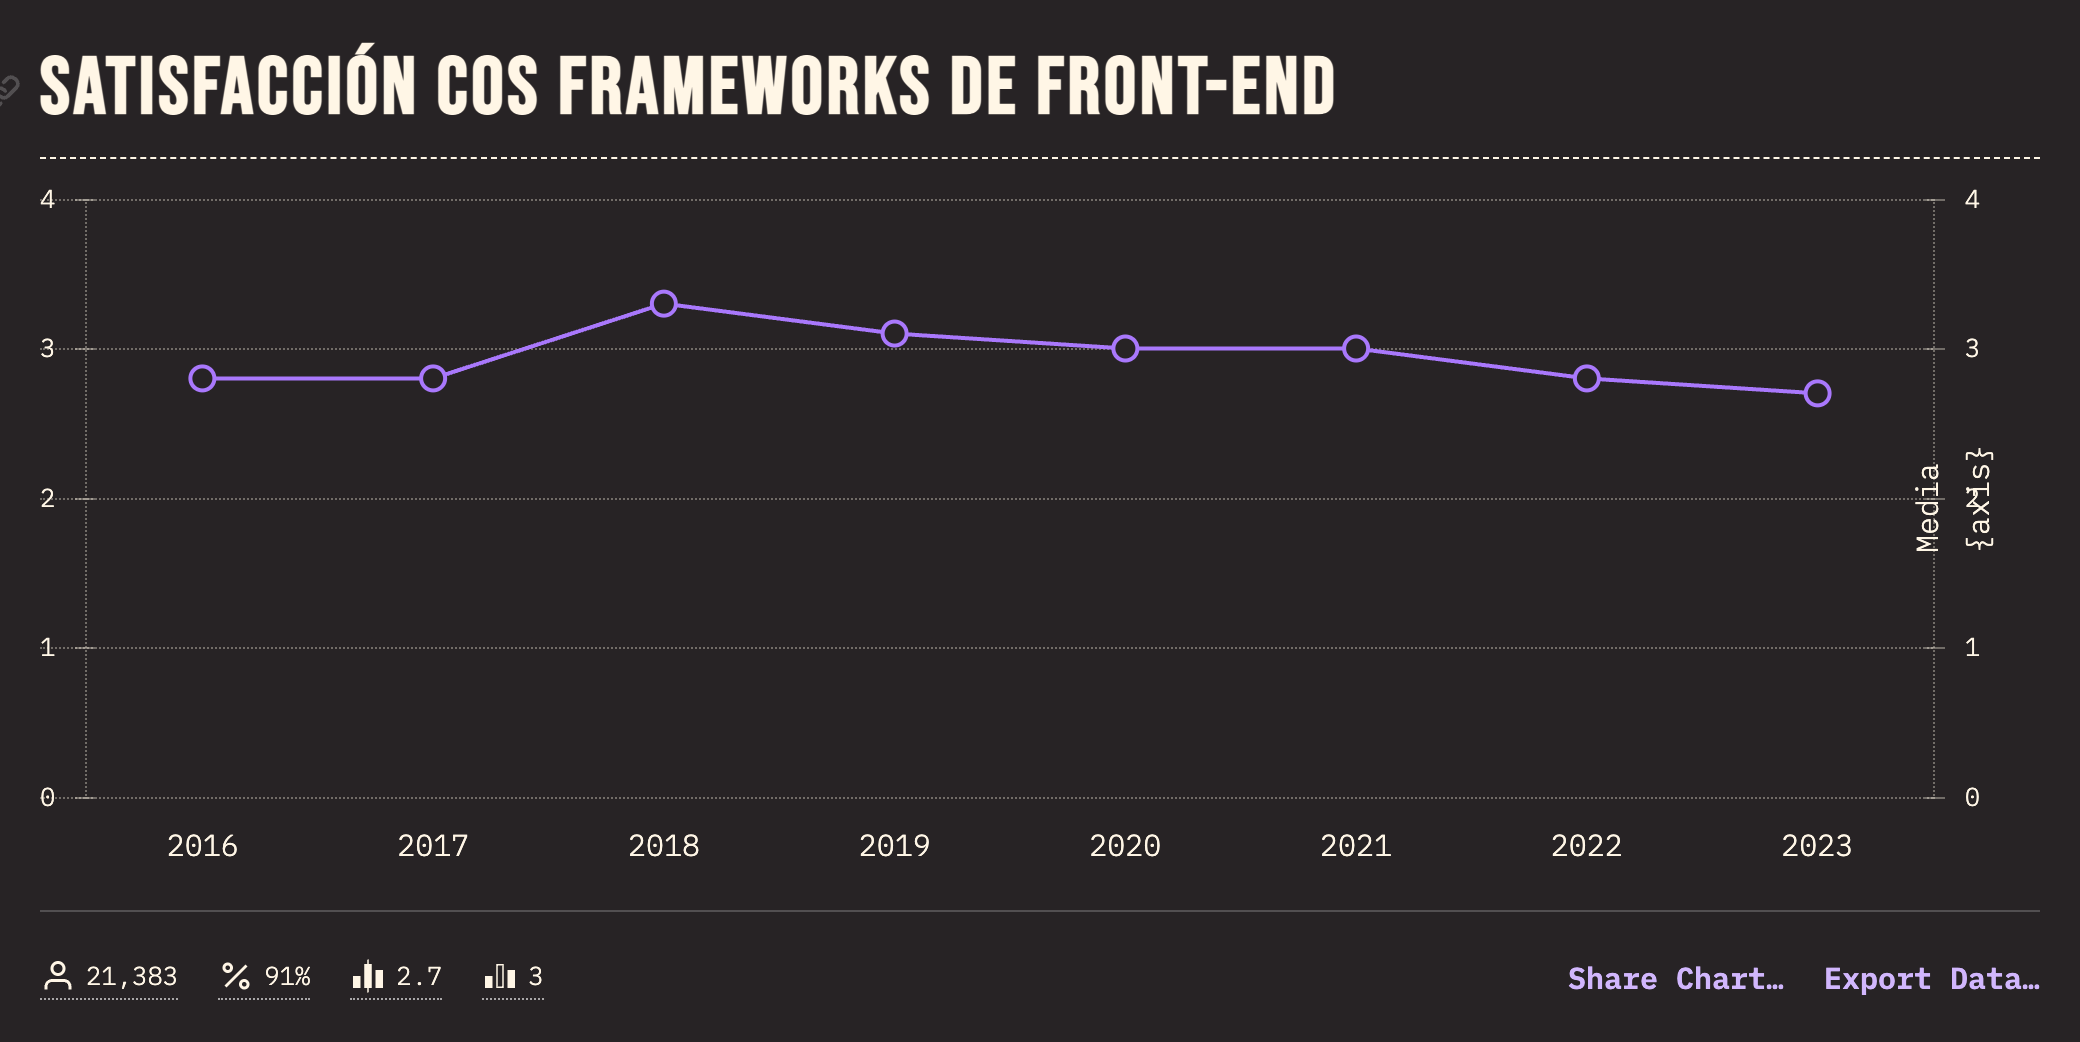 SATISFACCIÓN COS FRAMEWORKS DE FRONT-END
4
4
3
3
2
2
1
1
0
0
Media
{axis}
2016 2017 2018 2019 2020 2021 2022 2023
21,383 91% 2.7 3
Share Chart… Export Data…